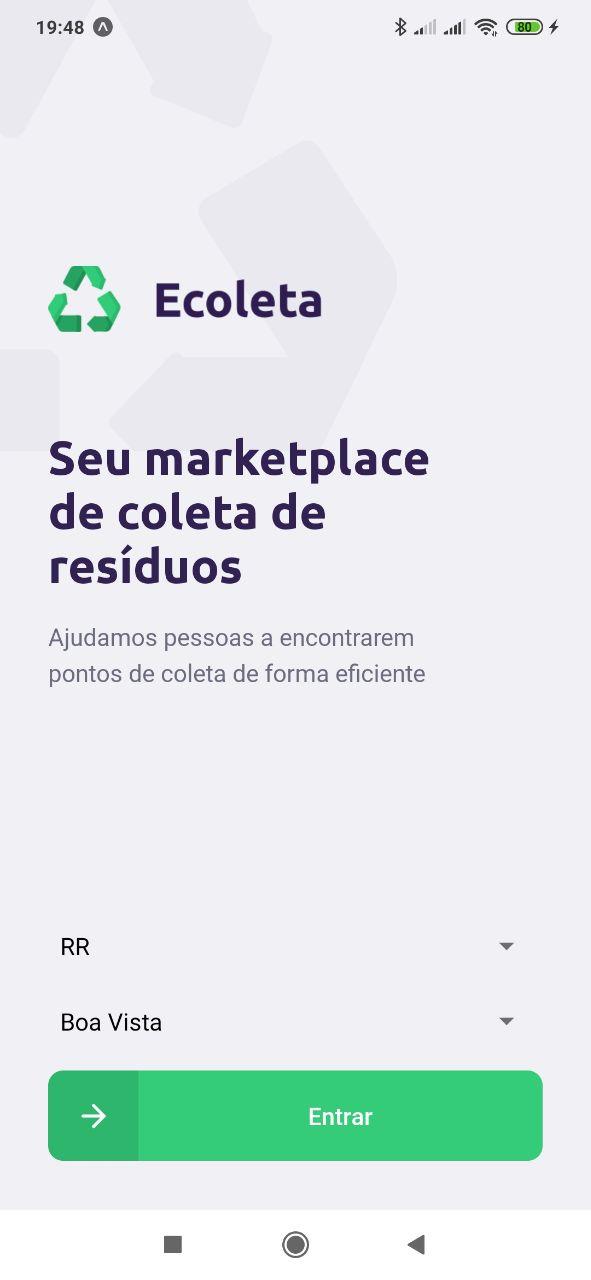 19:48
80
Ecoleta
Seu marketplace
de coleta de
resíduos
Ajudamos pessoas a encontrarem
pontos de coleta de forma eficiente
RR
Boa Vista
Entrar